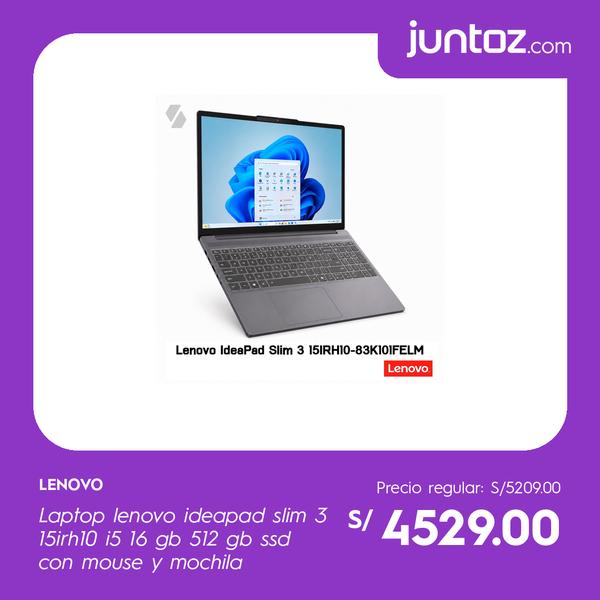 juntoz.com
Lenovo IdeaPad Slim 3 15IRH10-83K101FELM
Lenovo
LENOVO
Laptop lenovo ideapad slim 3
15irh10 i5 16 gb 512 gb ssd
con mouse y mochila
Precio regular: S/5209.00
S/ 4529.00